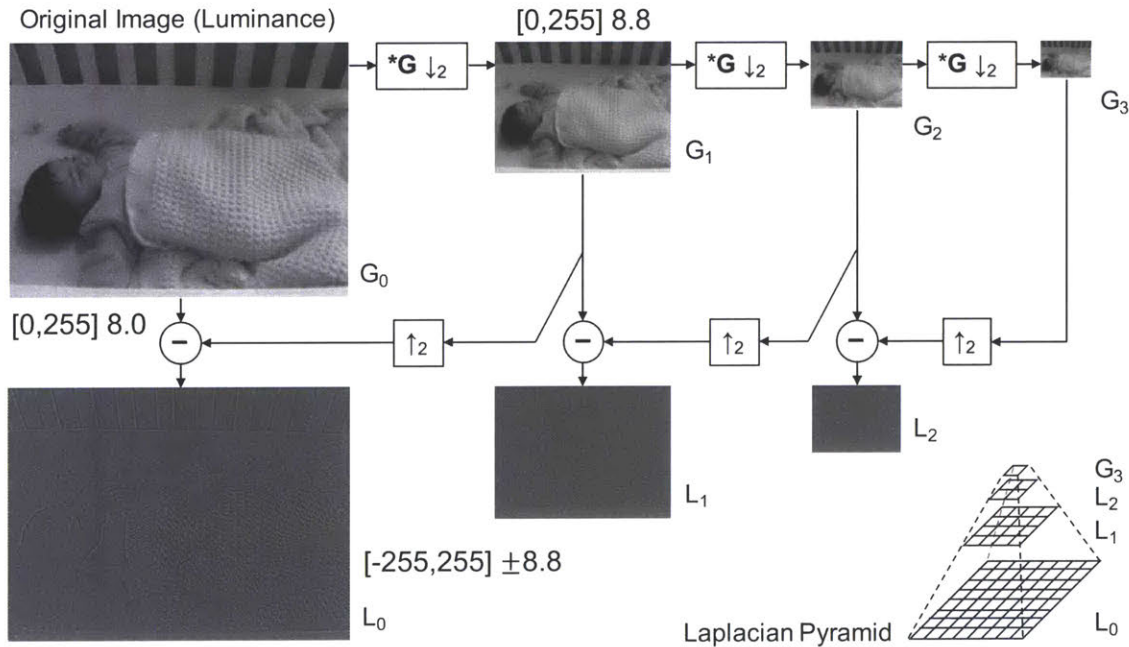 Original Image (Luminance)
[0,255] 8.8
*G ↓₂
*G ↓₂
*G ↓₂
G₃
G₂
G₁
G₀
[0,255] 8.0
−
↑₂
−
↑₂
−
↑₂
L₂
L₁
[-255,255] ±8.8
L₀
G₃
L₂
L₁
L₀
Laplacian Pyramid